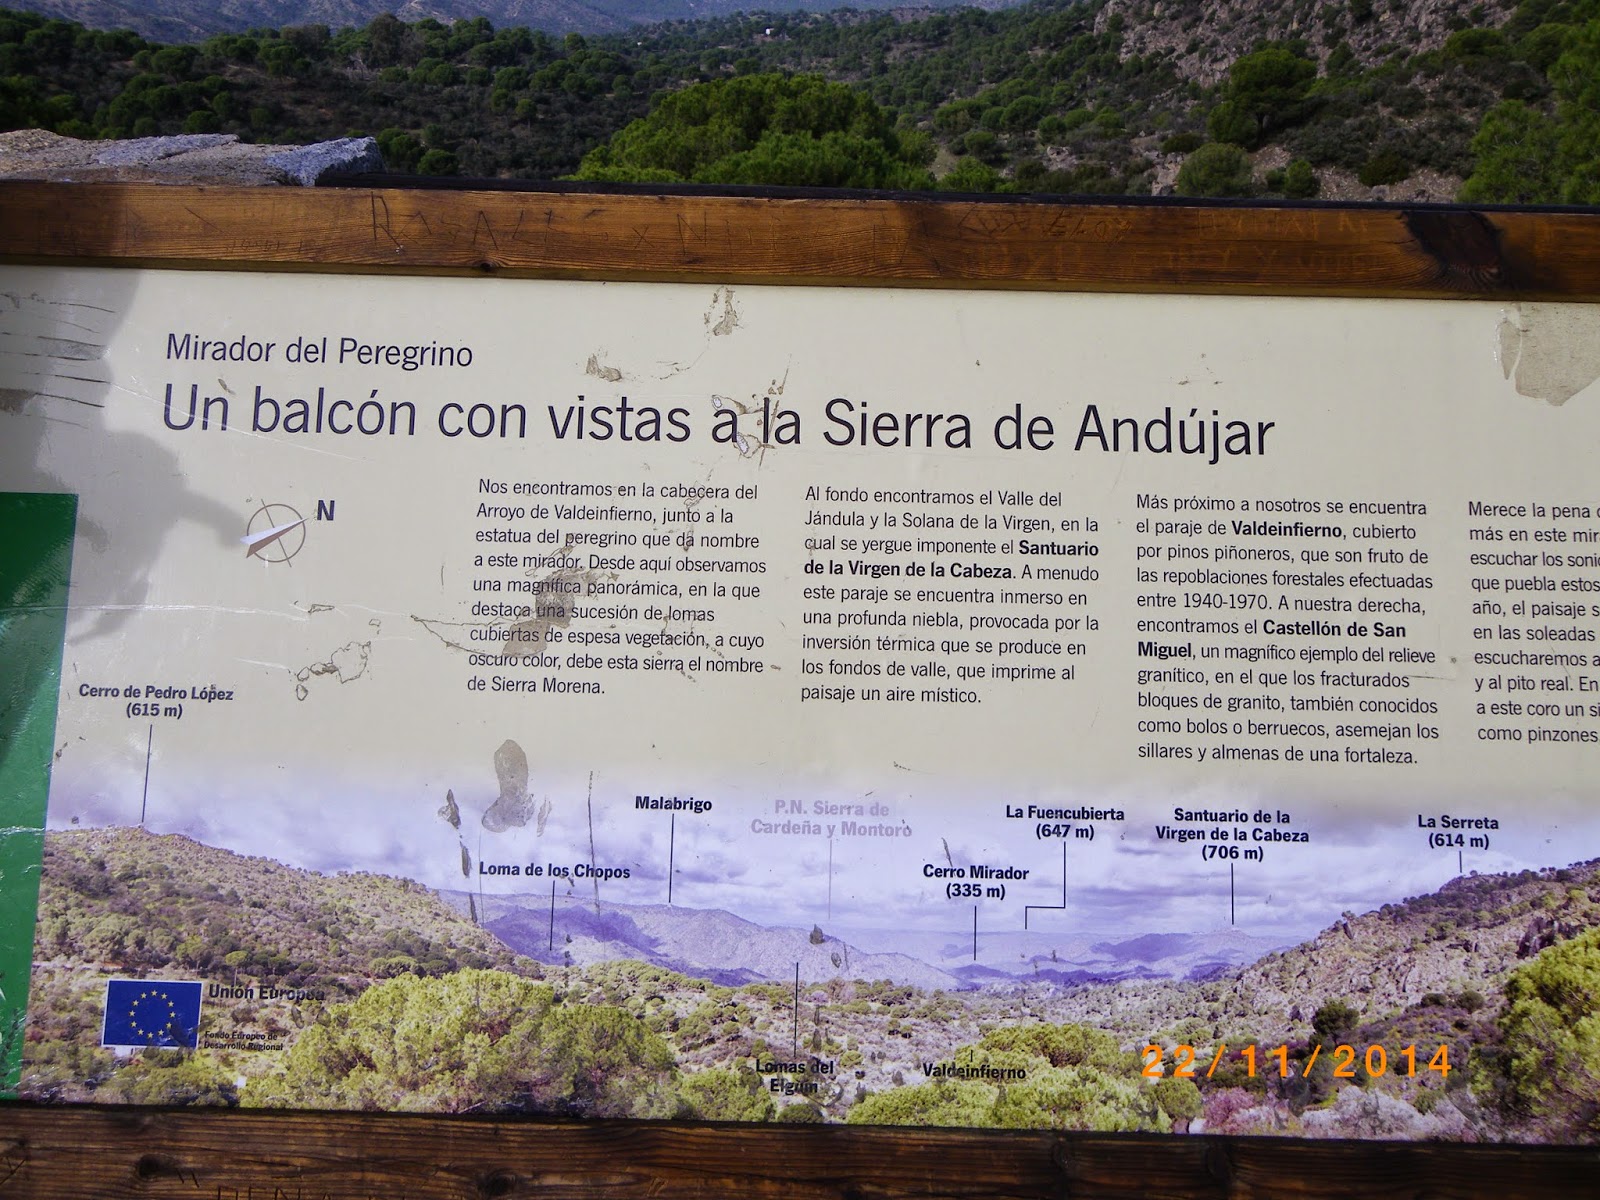 Mirador del Peregrino
Un balcón con vistas a la Sierra de Andújar
N
Nos encontramos en la cabecera del
Arroyo de Valdeinfierno, junto a la
estatua del peregrino que da nombre
a este mirador. Desde aquí observamos
una magnífica panorámica, en la que
destaca una sucesión de lomas
cubiertas de espesa vegetación, a cuyo
oscuro color, debe esta sierra el nombre
de Sierra Morena.
Al fondo encontramos el Valle del
Jándula y la Solana de la Virgen, en la
cual se yergue imponente el Santuario
de la Virgen de la Cabeza. A menudo
este paraje se encuentra inmerso en
una profunda niebla, provocada por la
inversión térmica que se produce en
los fondos de valle, que imprime al
paisaje un aire místico.
Más próximo a nosotros se encuentra
el paraje de Valdeinfierno, cubierto
por pinos piñoneros, que son fruto de
las repoblaciones forestales efectuadas
entre 1940-1970. A nuestra derecha,
encontramos el Castellón de San
Miguel, un magnífico ejemplo del relieve
granítico, en el que los fracturados
bloques de granito, también conocidos
como bolos o berruecos, asemejan los
sillares y almenas de una fortaleza.
Merece la pena
más en este
escuchar los
que puebla estos
año, el paisaje
en las soleadas
escucharemos
y al pito real. En
a este coro un
como pinzones,
Cerro de Pedro López
(615 m)
Loma de los Chopos
Malabrigo
P.N. Sierra de
Cardeña y Montoro
Cerro Mirador
(335 m)
La Fuencubierta
(647 m)
Santuario de la
Virgen de la Cabeza
(706 m)
La Serreta
(614 m)
Unión Europea
Fondo Europeo de
Desarrollo Regional
Lomas del
Elgüín
Valdeinfierno
22/11/2014